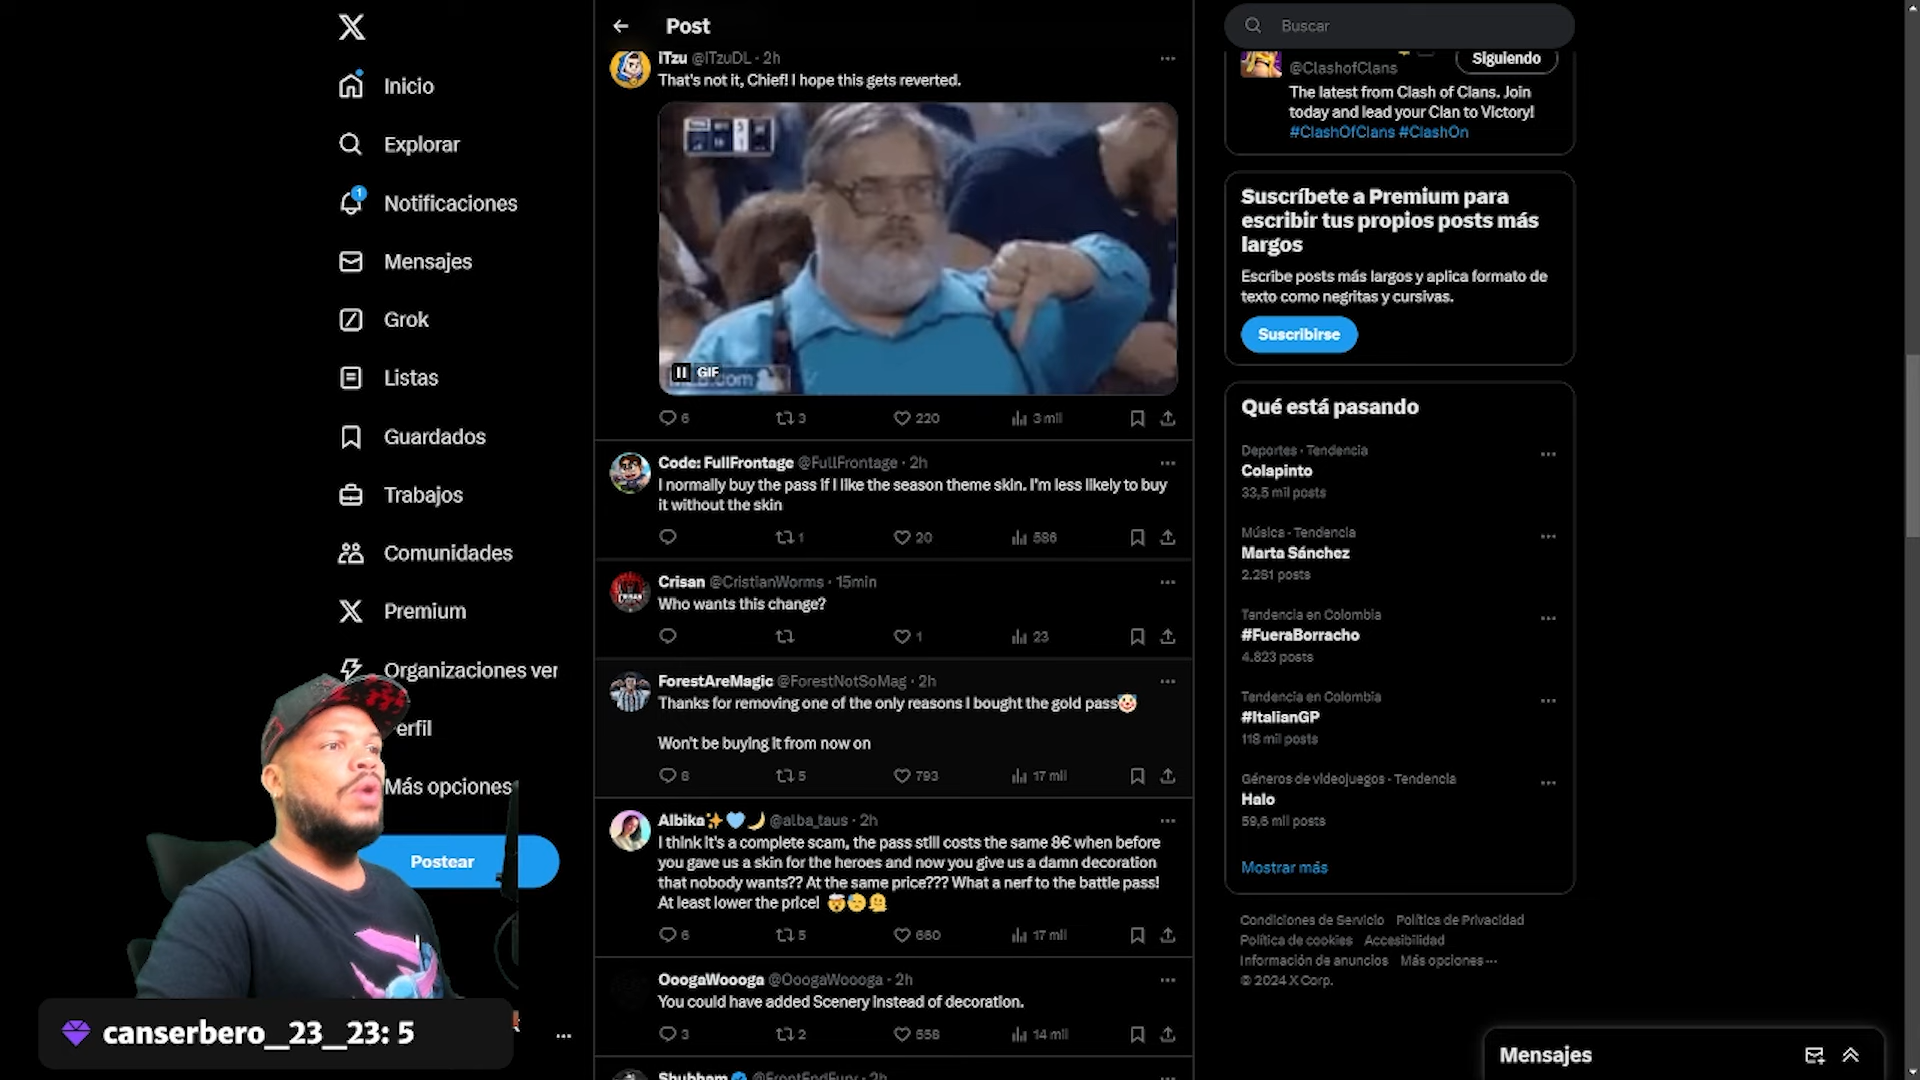 Inicio
Explorar
1
Notificaciones
Mensajes
Grok
Listas
Guardados
Trabajos
Comunidades
Premium
Organizaciones ver
erfil
Más opciones
Postear
canserbero__23__23: 5
Post
iTzu @iTzuDL · 2h
That's not it, Chief! I hope this gets reverted.
GIF
6 3 220 3 mil
Code: FullFrontage @FullFrontage · 2h
I normally buy the pass if I like the season theme skin. I'm less likely to buy
it without the skin
1 20 586
Crisan @CristianWorms · 15min
Who wants this change?
1 23
ForestAreMagic @ForestNotSoMag · 2h
Thanks for removing one of the only reasons I bought the gold pass🤡
Won't be buying it from now on
8 5 793 17 mil
Albika✨🩵🌙 @alba_taus · 2h
I think it's a complete scam, the pass still costs the same 8€ when before
you gave us a skin for the heroes and now you give us a damn decoration
that nobody wants?? At the same price??? What a nerf to the battle pass!
At least lower the price! 🤯😓🫠
6 5 660 17 mil
OoogaWoooga @OoogaWoooga · 2h
You could have added Scenery instead of decoration.
3 2 558 14 mil
Shubham @FrontEndFury · 2h
Buscar
@ClashofClans
Siguiendo
The latest from Clash of Clans. Join
today and lead your Clan to Victory!
#ClashOfClans #ClashOn
Suscríbete a Premium para
escribir tus propios posts más
largos
Escribe posts más largos y aplica formato de
texto como negritas y cursivas.
Suscribirse
Qué está pasando
Deportes · Tendencia
Colapinto
33,5 mil posts
Música · Tendencia
Marta Sánchez
2.281 posts
Tendencia en Colombia
#FueraBorracho
4.823 posts
Tendencia en Colombia
#ItalianGP
118 mil posts
Géneros de videojuegos · Tendencia
Halo
59,6 mil posts
Mostrar más
Condiciones de Servicio Política de Privacidad
Política de cookies Accesibilidad
Información de anuncios Más opciones ···
© 2024 X Corp.
Mensajes